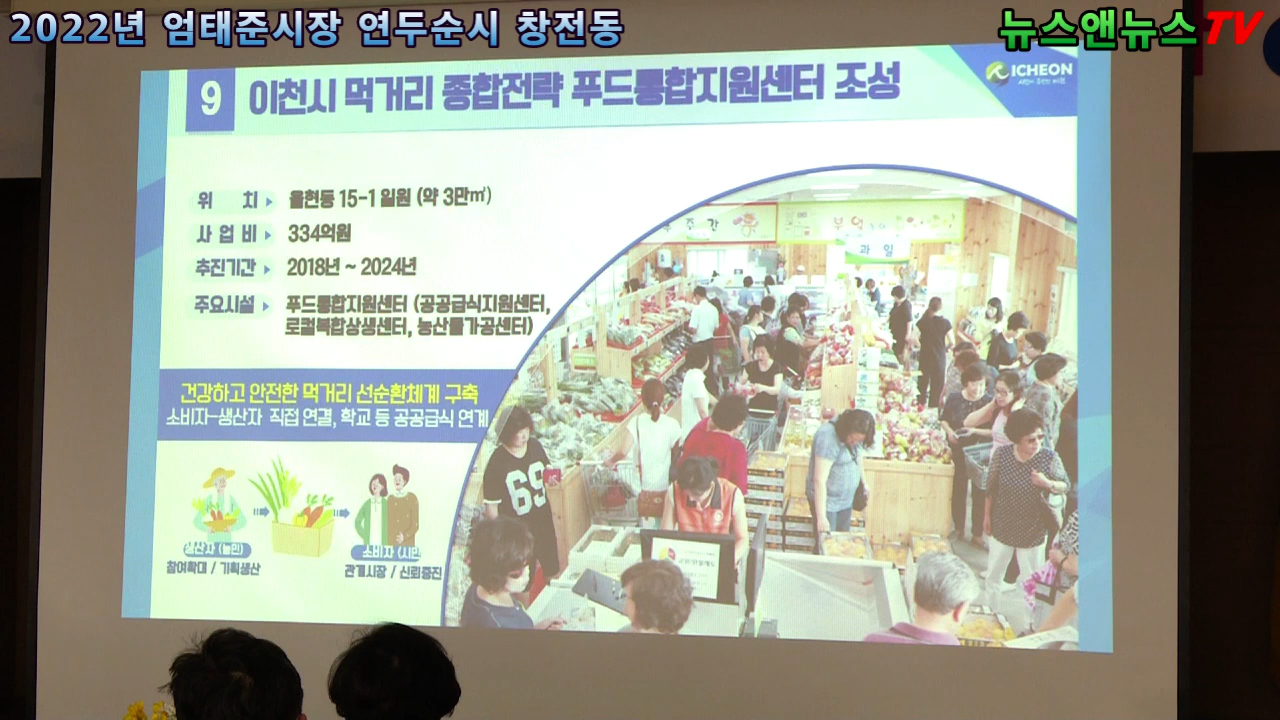 2022년 엄태준시장 연두순시 창전동
뉴스앤뉴스TV
9 이천시 먹거리 종합전략 푸드통합지원센터 조성
ICHEON
위 치 율현동 15-1 일원 (약 3만㎡)
사 업 비 334억원
추진기간 2018년 ~ 2024년
주요시설 푸드통합지원센터 (공공급식지원센터,
로컬복합상생센터, 농산물가공센터)
건강하고 안전한 먹거리 선순환체계 구축
소비자-생산자 직접 연결, 학교 등 공공급식 연계
생산자 (농민)
참여확대 / 기획생산
소비자 (시민)
관계시장 / 신뢰증진
과 일
69